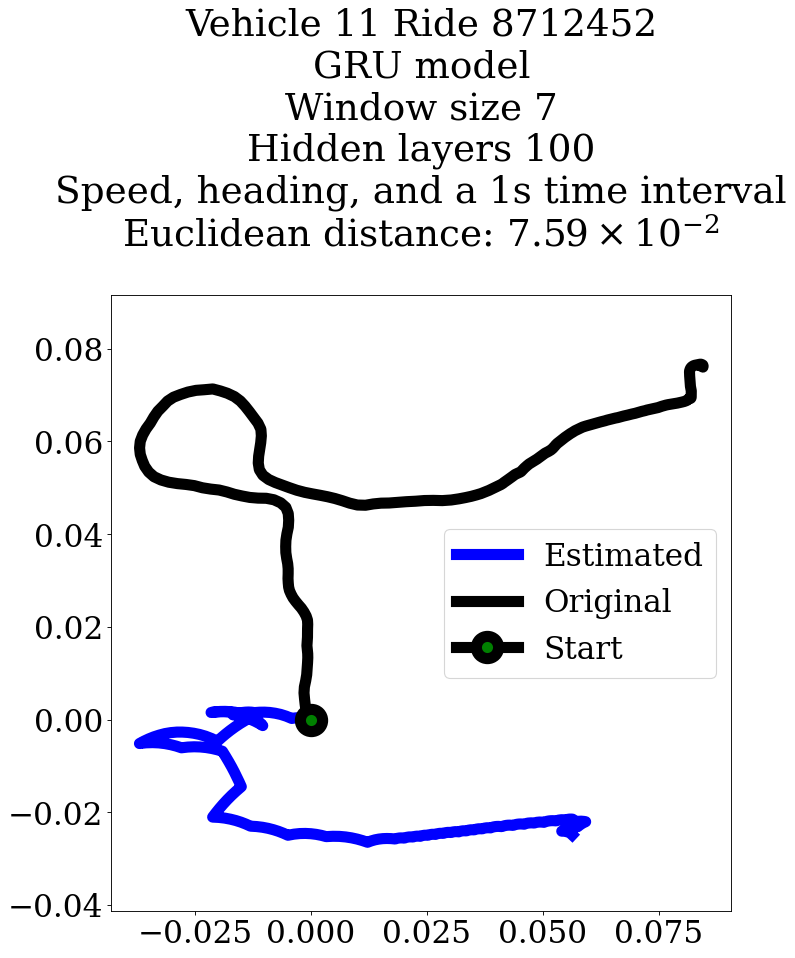 Vehicle 11 Ride 8712452
GRU model
Window size 7
Hidden layers 100
Speed, heading, and a 1s time interval
Euclidean distance: 7.59 × 10⁻²
0.08
0.06
0.04
0.02
0.00
−0.02
−0.04
Estimated
Original
Start
−0.025 0.000 0.025 0.050 0.075